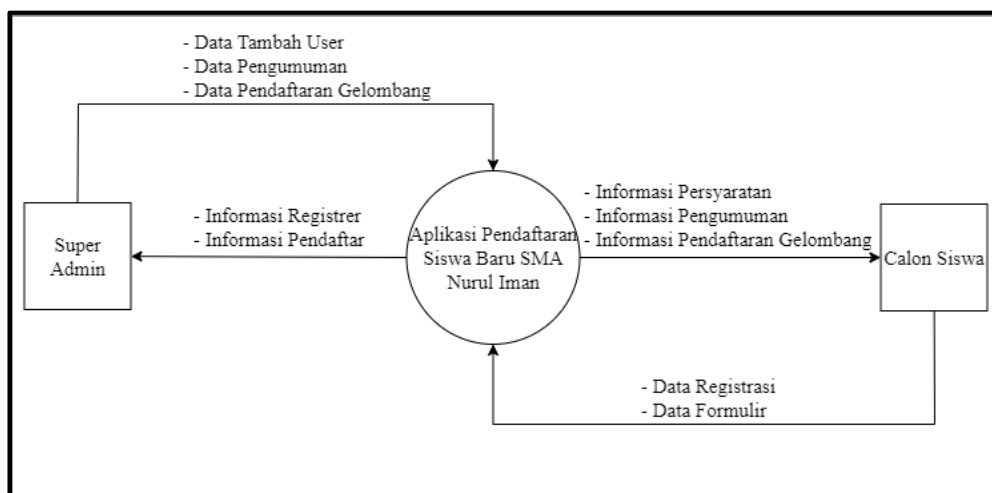 - Data Tambah User
- Data Pengumuman
- Data Pendaftaran Gelombang
Super
Admin
- Informasi Registrer
- Informasi Pendaftar
Aplikasi Pendaftaran
Siswa Baru SMA
Nurul Iman
- Informasi Persyaratan
- Informasi Pengumuman
- Informasi Pendaftaran Gelombang
Calon Siswa
- Data Registrasi
- Data Formulir